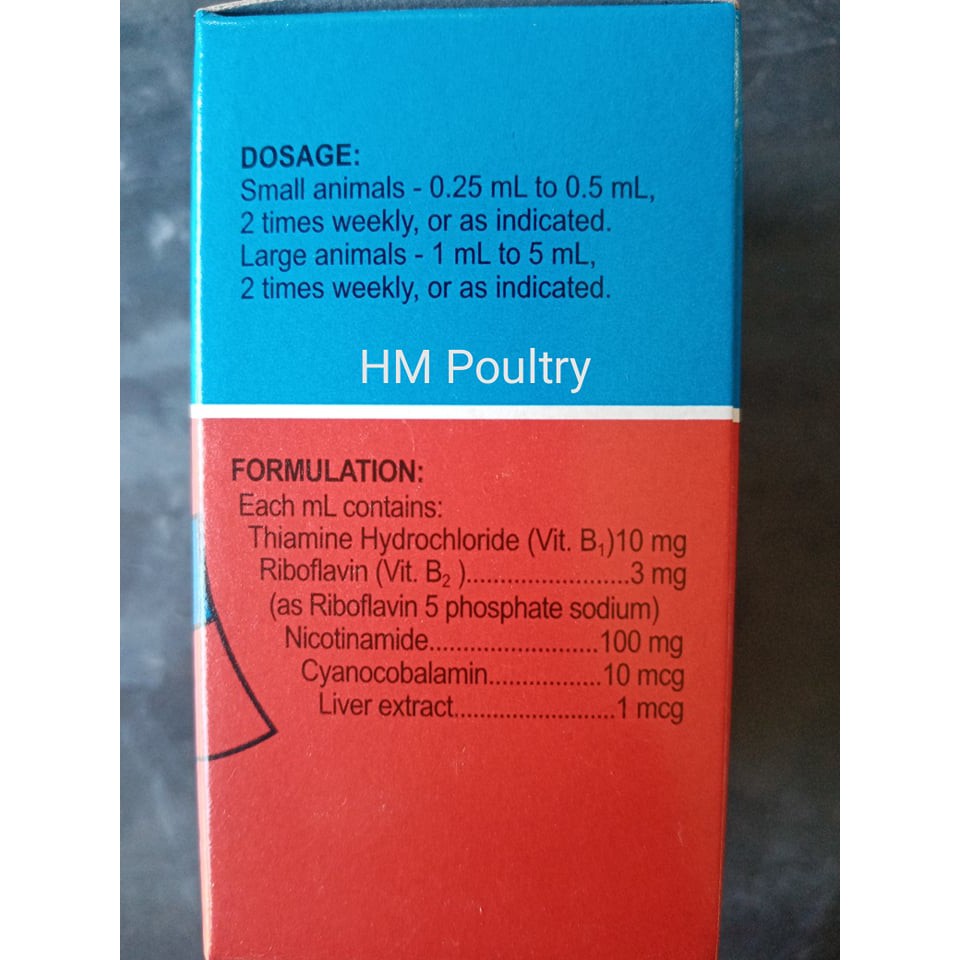 DOSAGE:
Small animals - 0.25 mL to 0.5 mL,
2 times weekly, or as indicated.
Large animals - 1 mL to 5 mL,
2 times weekly, or as indicated.
HM Poultry
FORMULATION:
Each mL contains:
Thiamine Hydrochloride (Vit. B₁)10 mg
Riboflavin (Vit. B₂ )........................3 mg
(as Riboflavin 5 phosphate sodium)
Nicotinamide.........................100 mg
Cyanocobalamin.................10 mcg
Liver extract........................1 mcg